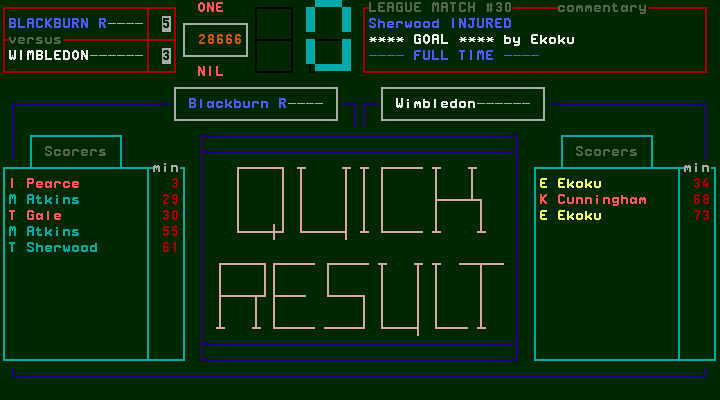 ONE
LEAGUE MATCH #30 commentary
BLACKBURN R---- 5
Sherwood INJURED
versus
28666
0
**** GOAL **** by Ekoku
WIMBLEDON------ 3
---- FULL TIME ----
NIL
Blackburn R----
Wimbledon------
Scorers
min
I Pearce 3
M Atkins 29
T Gale 30
M Atkins 55
T Sherwood 61
QUICK
RESULT
Scorers
min
E Ekoku 34
K Cunningham 68
E Ekoku 73